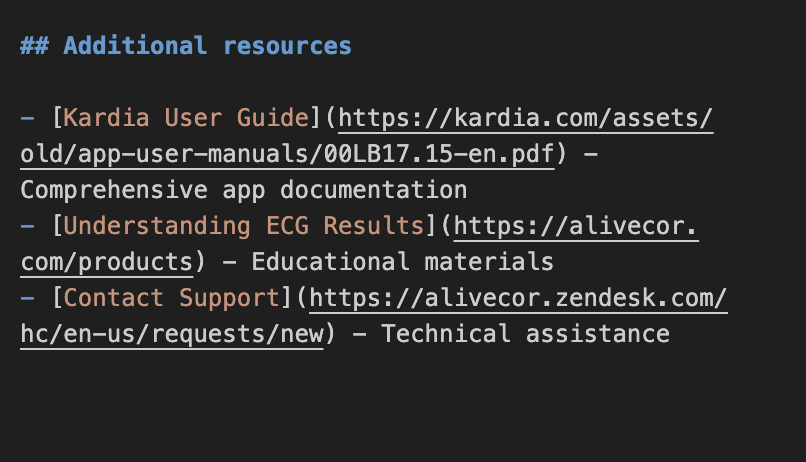 ## Additional resources
- [Kardia User Guide](https://kardia.com/assets/
old/app-user-manuals/00LB17.15-en.pdf) -
Comprehensive app documentation
- [Understanding ECG Results](https://alivecor.
com/products) - Educational materials
- [Contact Support](https://alivecor.zendesk.com/
hc/en-us/requests/new) - Technical assistance